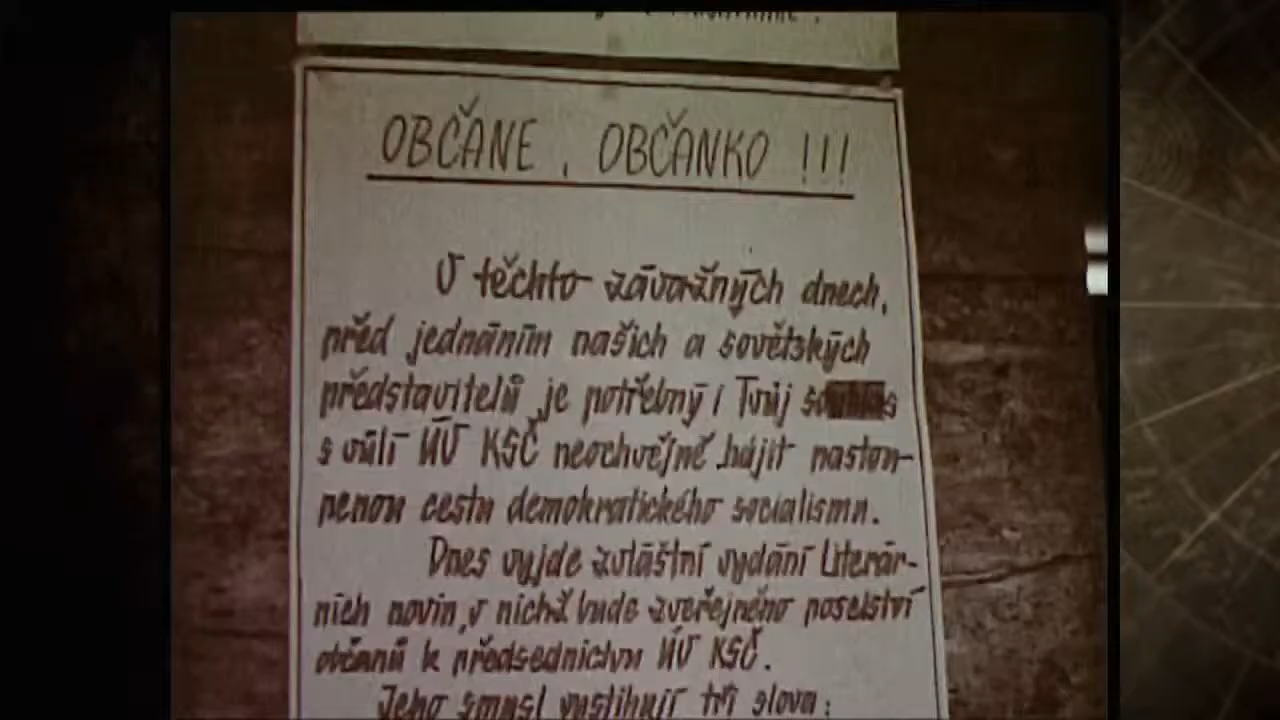 OBČANE, OBČANKO !!!
V těchto závažných dnech,
před jednáním našich a sovětských
představitelů je potřebný i Tvůj
s vůlí ÚV KSČ neochvějně hájit nastou-
penou cestu demokratického socialismu.
Dnes vyjde zvláštní vydání Literár-
ních novin, v nichž bude zveřejněno poselství
občanů k předsednictvu ÚV KSČ.
Jeho smysl vystihují tři slova: